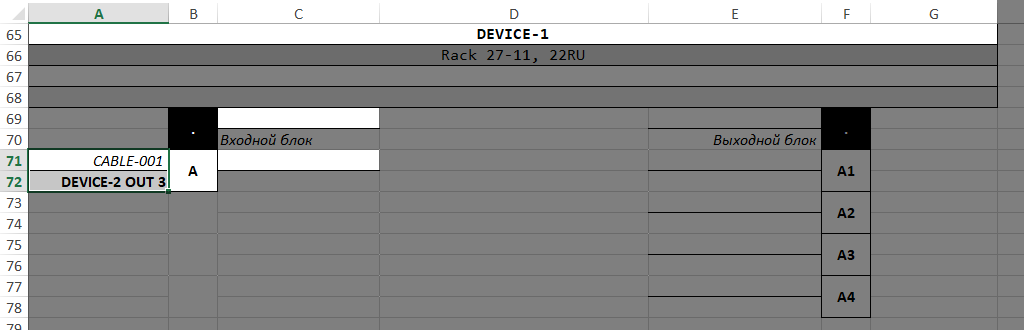 A B C D E F G
65 DEVICE-1
66 Rack 27-11, 22RU
67
68
69
. .
70 Входной блок Выходной блок
71 CABLE-001
A A1
72 DEVICE-2 OUT 3
73
A2
74
75
A3
76
77
A4
78
79